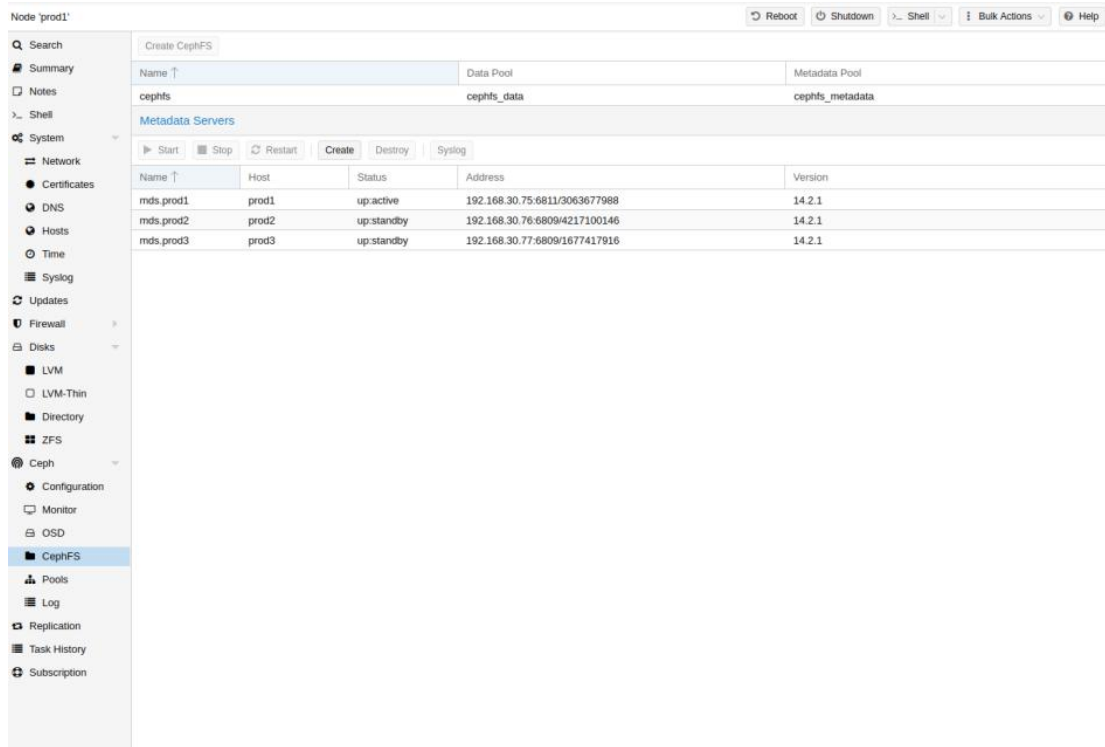 Node 'prod1'
Reboot Shutdown Shell Bulk Actions Help
Search
Summary
Notes
Shell
System
Network
Certificates
DNS
Hosts
Time
Syslog
Updates
Firewall
Disks
LVM
LVM-Thin
Directory
ZFS
Ceph
Configuration
Monitor
OSD
CephFS
Pools
Log
Replication
Task History
Subscription
Create CephFS
Name ↑ Data Pool Metadata Pool
cephfs cephfs_data cephfs_metadata
Metadata Servers
Start Stop Restart Create Destroy Syslog
Name ↑ Host Status Address Version
mds.prod1 prod1 up:active 192.168.30.75:6811/3063677988 14.2.1
mds.prod2 prod2 up:standby 192.168.30.76:6809/4217100146 14.2.1
mds.prod3 prod3 up:standby 192.168.30.77:6809/1677417916 14.2.1